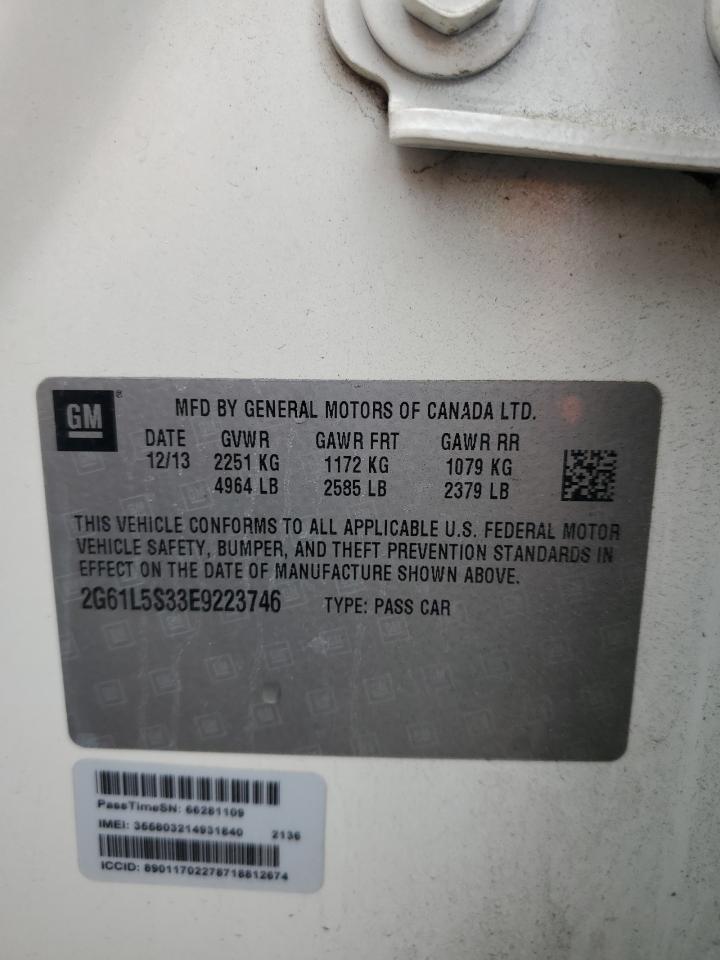 GM
®
MFD BY GENERAL MOTORS OF CANADA LTD.
DATE GVWR GAWR FRT GAWR RR
12/13 2251 KG 1172 KG 1079 KG
4964 LB 2585 LB 2379 LB
THIS VEHICLE CONFORMS TO ALL APPLICABLE U.S. FEDERAL MOTOR
VEHICLE SAFETY, BUMPER, AND THEFT PREVENTION STANDARDS IN
EFFECT ON THE DATE OF MANUFACTURE SHOWN ABOVE.
2G61L5S33E9223746 TYPE: PASS CAR
PassTimeSN: 66281109
IMEI: 355803214931840 2136
ICCID: 89011702278718812674